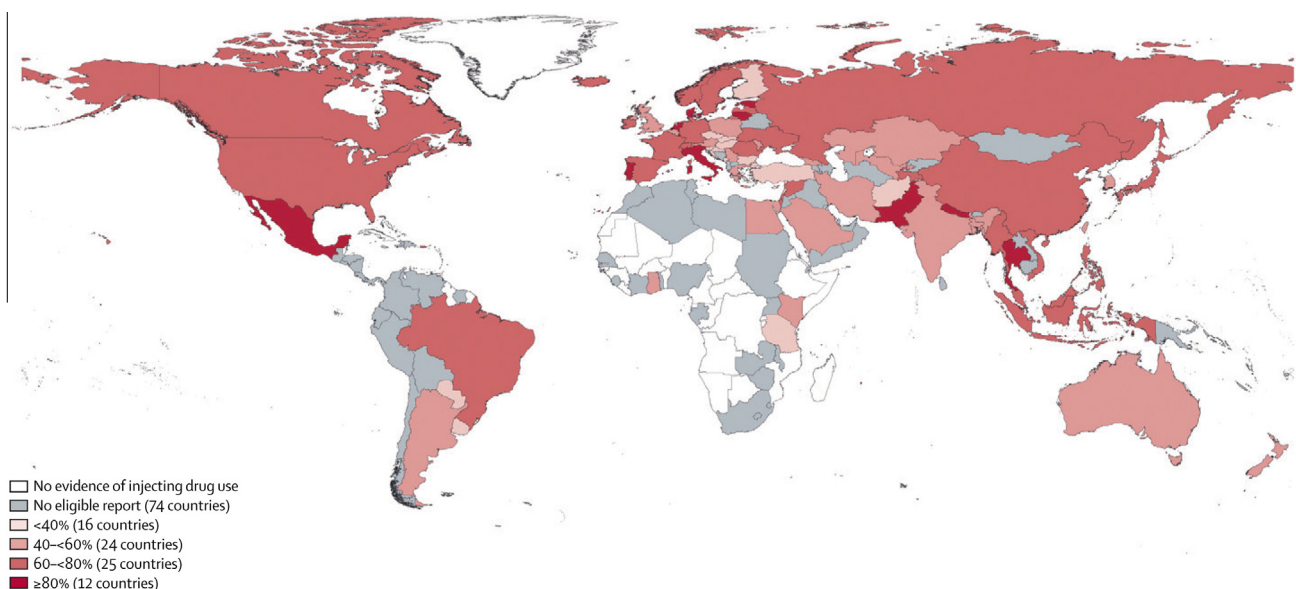 No evidence of injecting drug use
No eligible report (74 countries)
<40% (16 countries)
40–<60% (24 countries)
60–<80% (25 countries)
≥80% (12 countries)